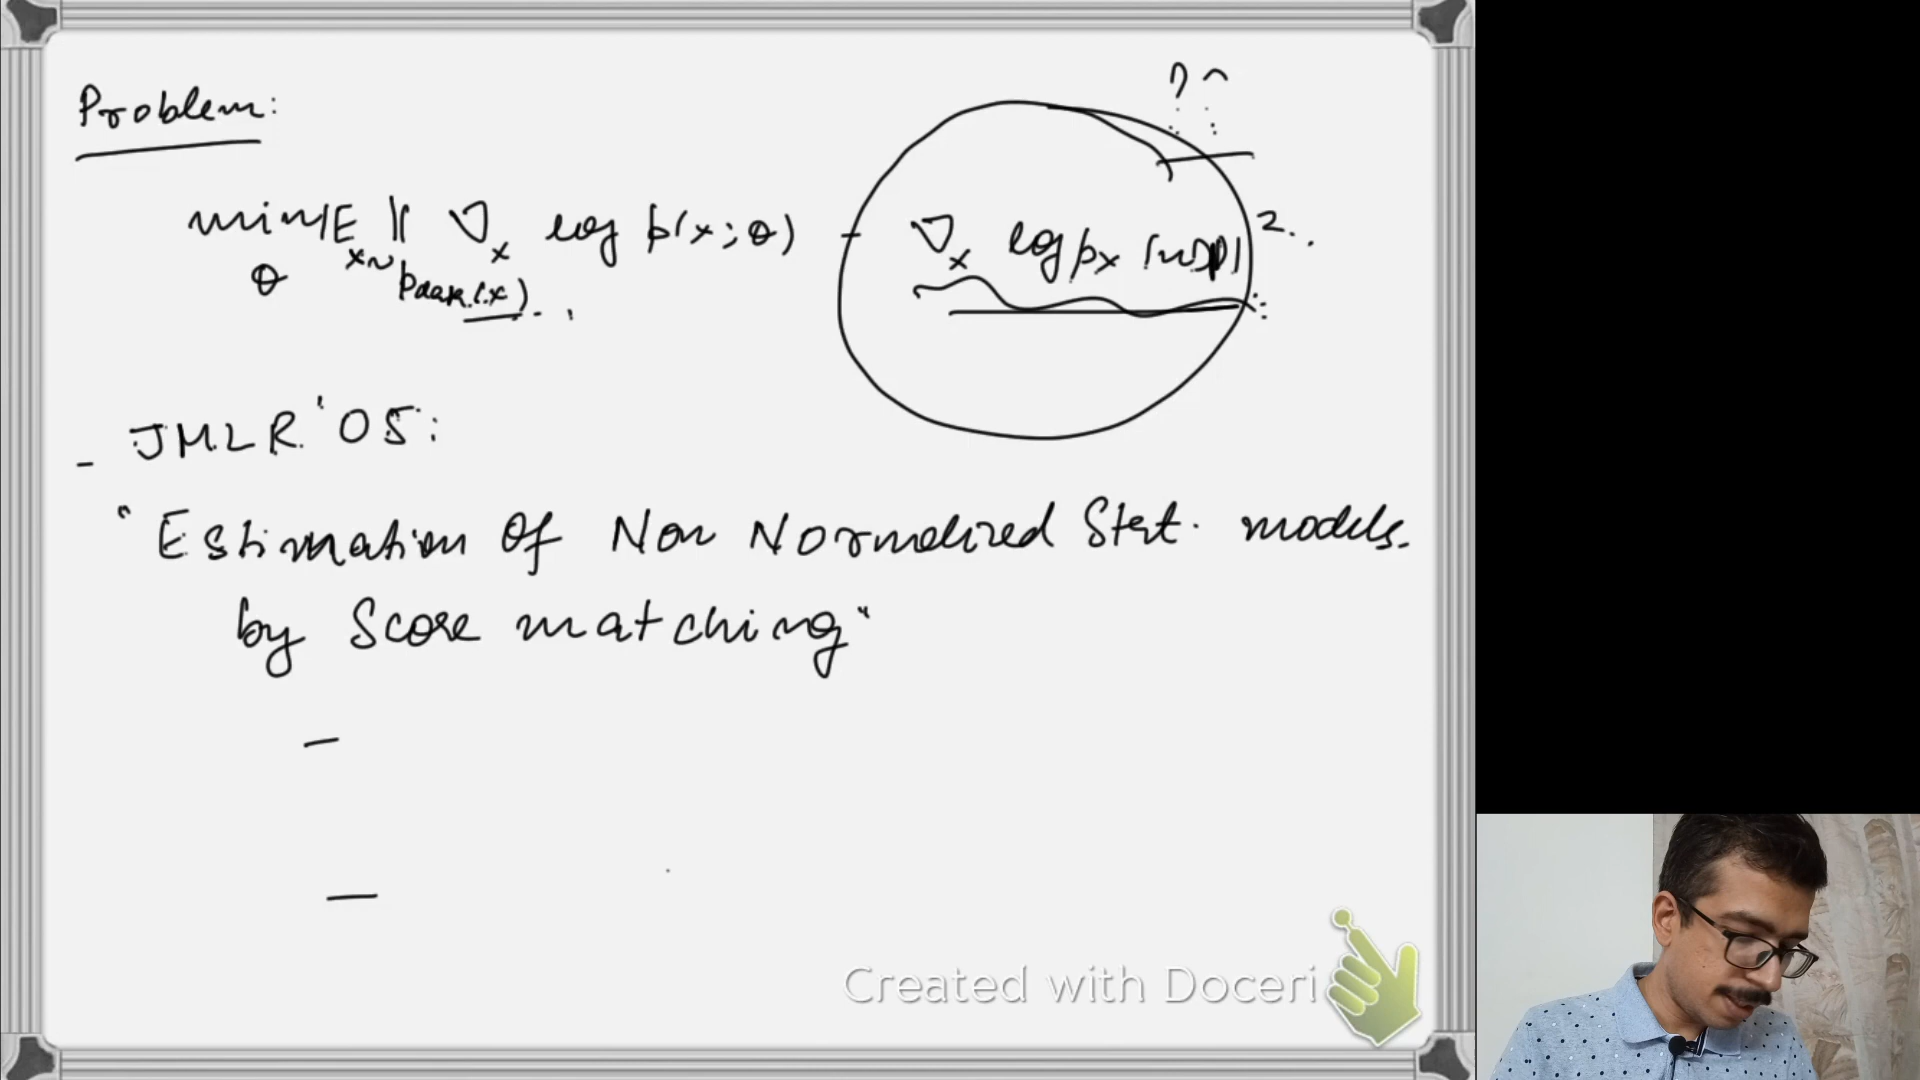 Problem:
min E || ∇x log p(x; θ) - ∇x log px (x)||² ..
θ x~ pdata(x) . .
- JMLR '05:
"Estimation Of Non Normalized Stat. models.
by Score matching"
Created with Doceri